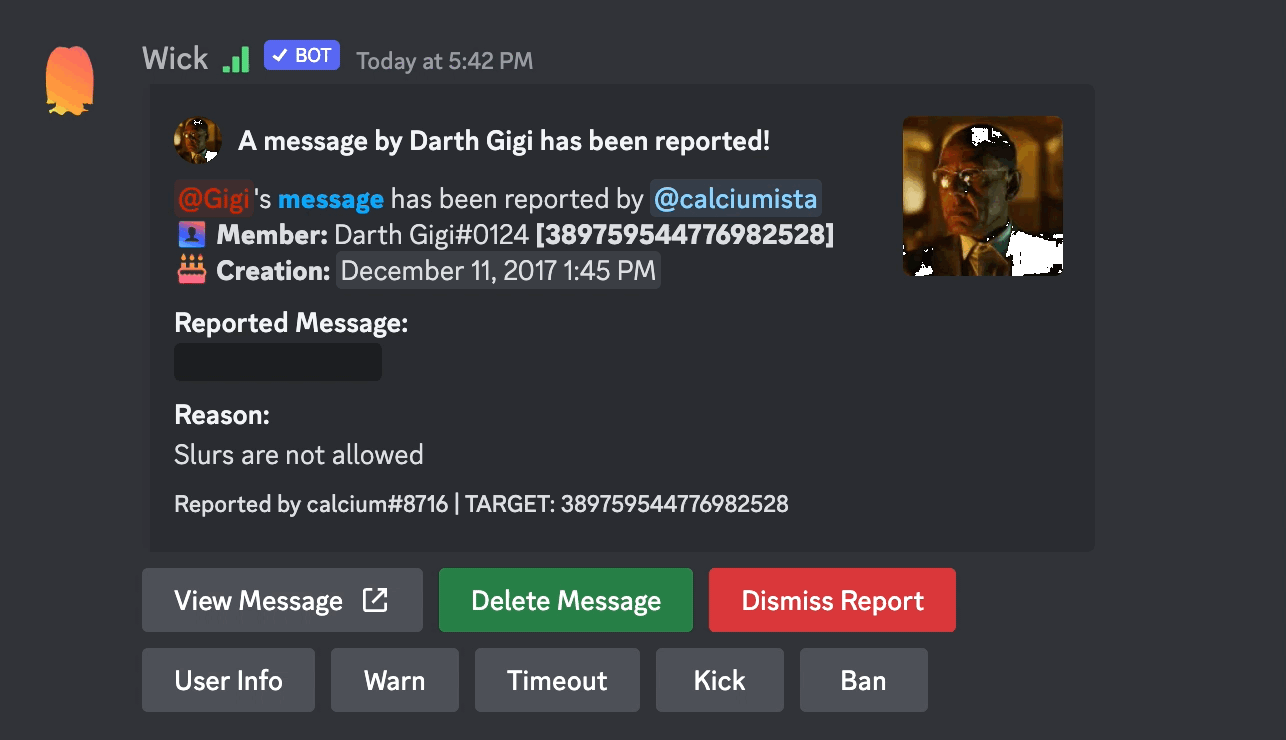 Wick BOT Today at 5:42 PM
A message by Darth Gigi has been reported!
@Gigi's message has been reported by @calciumista
Member: Darth Gigi#0124 [389759544776982528]
Creation: December 11, 2017 1:45 PM
Reported Message:
Reason:
Slurs are not allowed
Reported by calcium#8716 | TARGET: 389759544776982528
View Message Delete Message Dismiss Report
User Info Warn Timeout Kick Ban